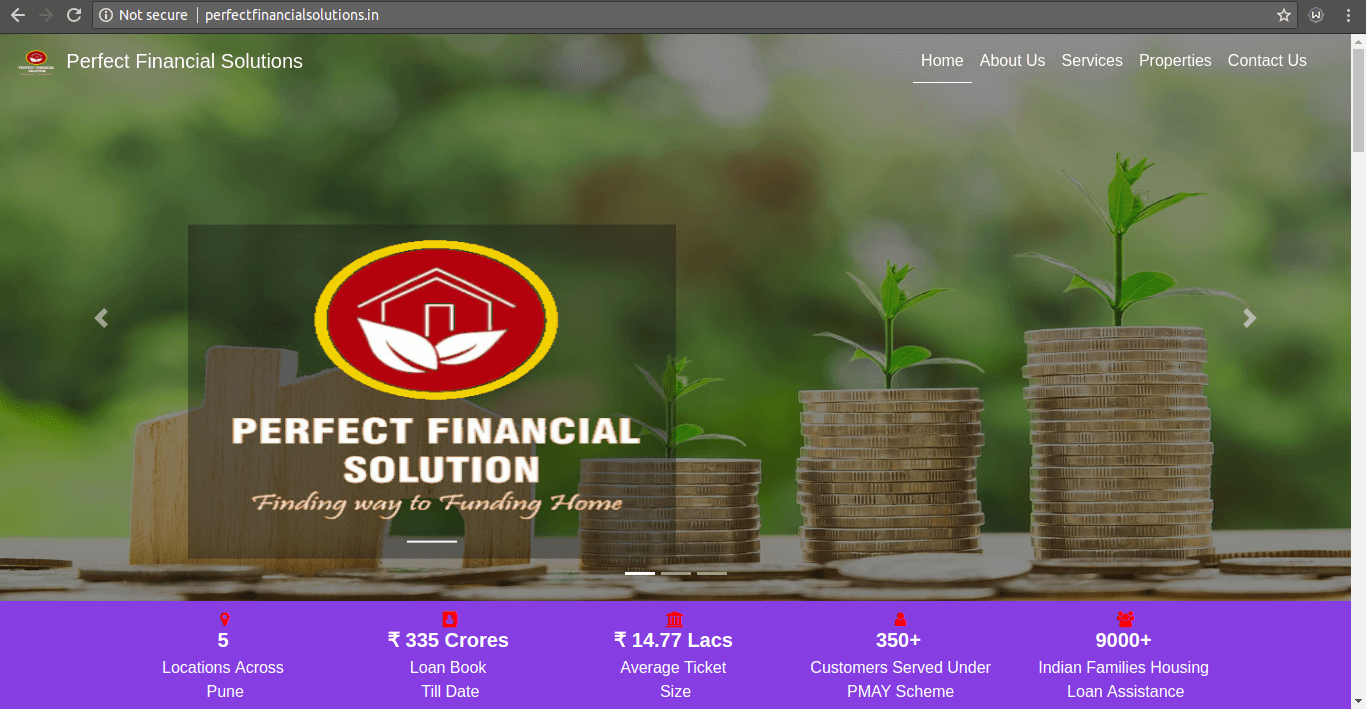 Not secure perfectfinancialsolutions.in
Perfect Financial Solutions
Home About Us Services Properties Contact Us
PERFECT FINANCIAL
SOLUTION
Finding way to Funding Home
5
Locations Across
Pune
₹ 335 Crores
Loan Book
Till Date
₹ 14.77 Lacs
Average Ticket
Size
350+
Customers Served Under
PMAY Scheme
9000+
Indian Families Housing
Loan Assistance